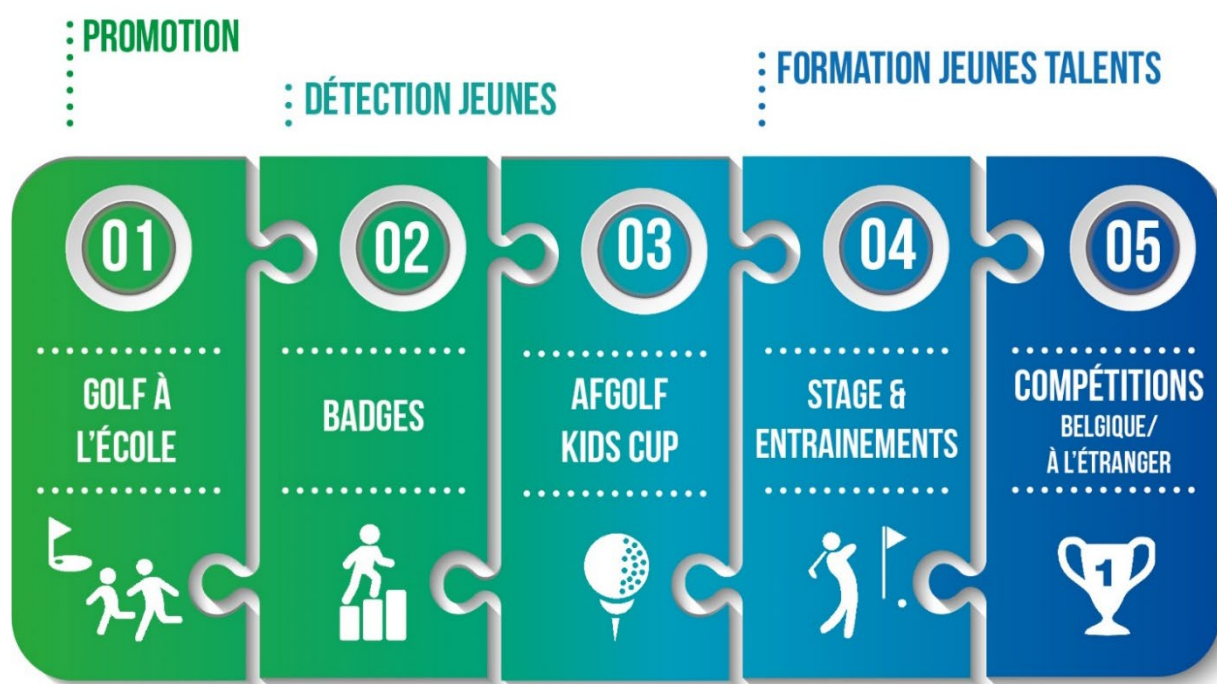 PROMOTION
DÉTECTION JEUNES
FORMATION JEUNES TALENTS
01
GOLF À
L'ÉCOLE
02
BADGES
03
AFGOLF
KIDS CUP
04
STAGE &
ENTRAINEMENTS
05
COMPÉTITIONS
BELGIQUE/
À L'ÉTRANGER
1